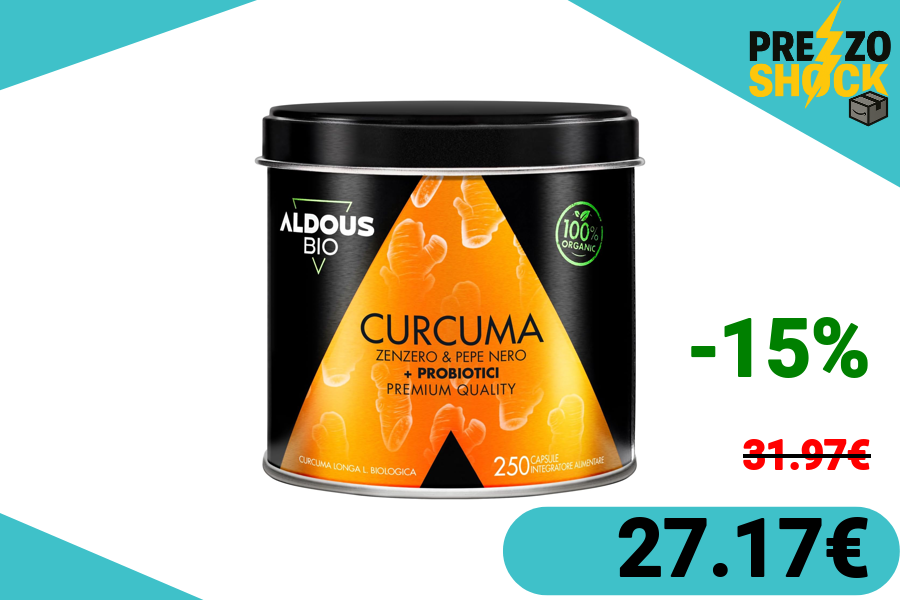 PREZZO
SHOCK
ALDOUS
BIO
100%
ORGANIC
CURCUMA
ZENZERO & PEPE NERO
+ PROBIOTICI
PREMIUM QUALITY
CURCUMA LONGA L. BIOLOGICA
250 CAPSULE
INTEGRATORE ALIMENTARE
-15%
31.97€
27.17€